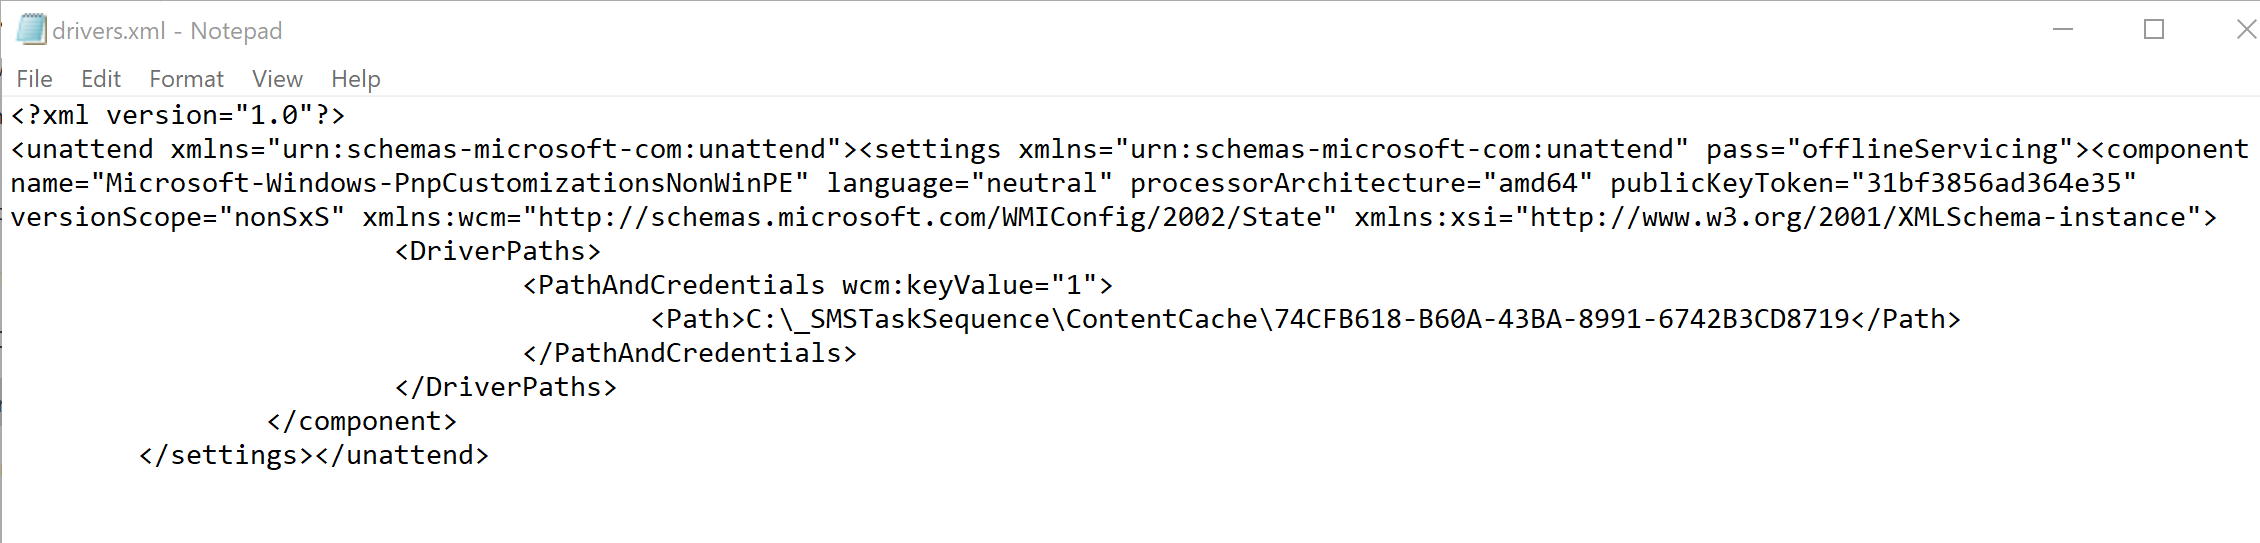 drivers.xml - Notepad
File Edit Format View Help
<?xml version="1.0"?>
<unattend xmlns="urn:schemas-microsoft-com:unattend"><settings xmlns="urn:schemas-microsoft-com:unattend" pass="offlineServicing"><component
name="Microsoft-Windows-PnpCustomizationsNonWinPE" language="neutral" processorArchitecture="amd64" publicKeyToken="31bf3856ad364e35"
versionScope="nonSxS" xmlns:wcm="http://schemas.microsoft.com/WMIConfig/2002/State" xmlns:xsi="http://www.w3.org/2001/XMLSchema-instance">
<DriverPaths>
<PathAndCredentials wcm:keyValue="1">
<Path>C:\_SMSTaskSequence\ContentCache\74CFB618-B60A-43BA-8991-6742B3CD8719</Path>
</PathAndCredentials>
</DriverPaths>
</component>
</settings></unattend>